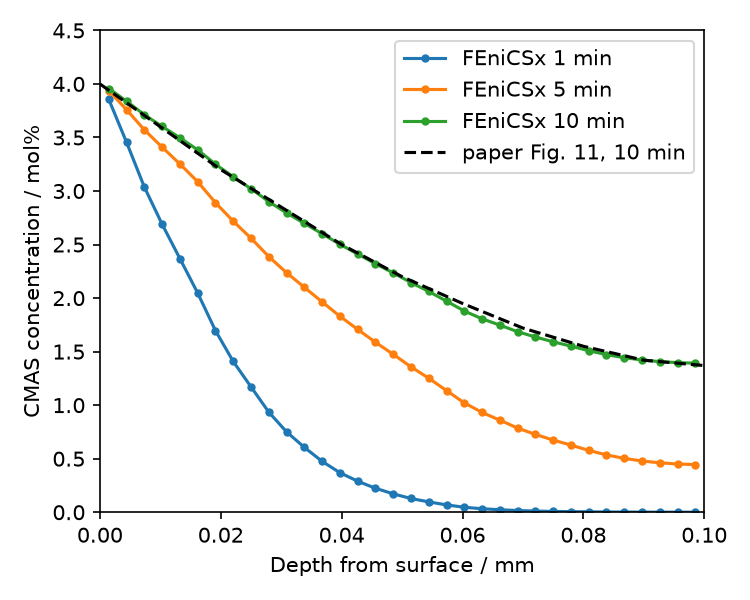 FEniCSx 1 min
FEniCSx 5 min
FEniCSx 10 min
paper Fig. 11, 10 min
CMAS concentration / mol%
4.5
4.0
3.5
3.0
2.5
2.0
1.5
1.0
0.5
0.0
0.00 0.02 0.04 0.06 0.08 0.10
Depth from surface / mm